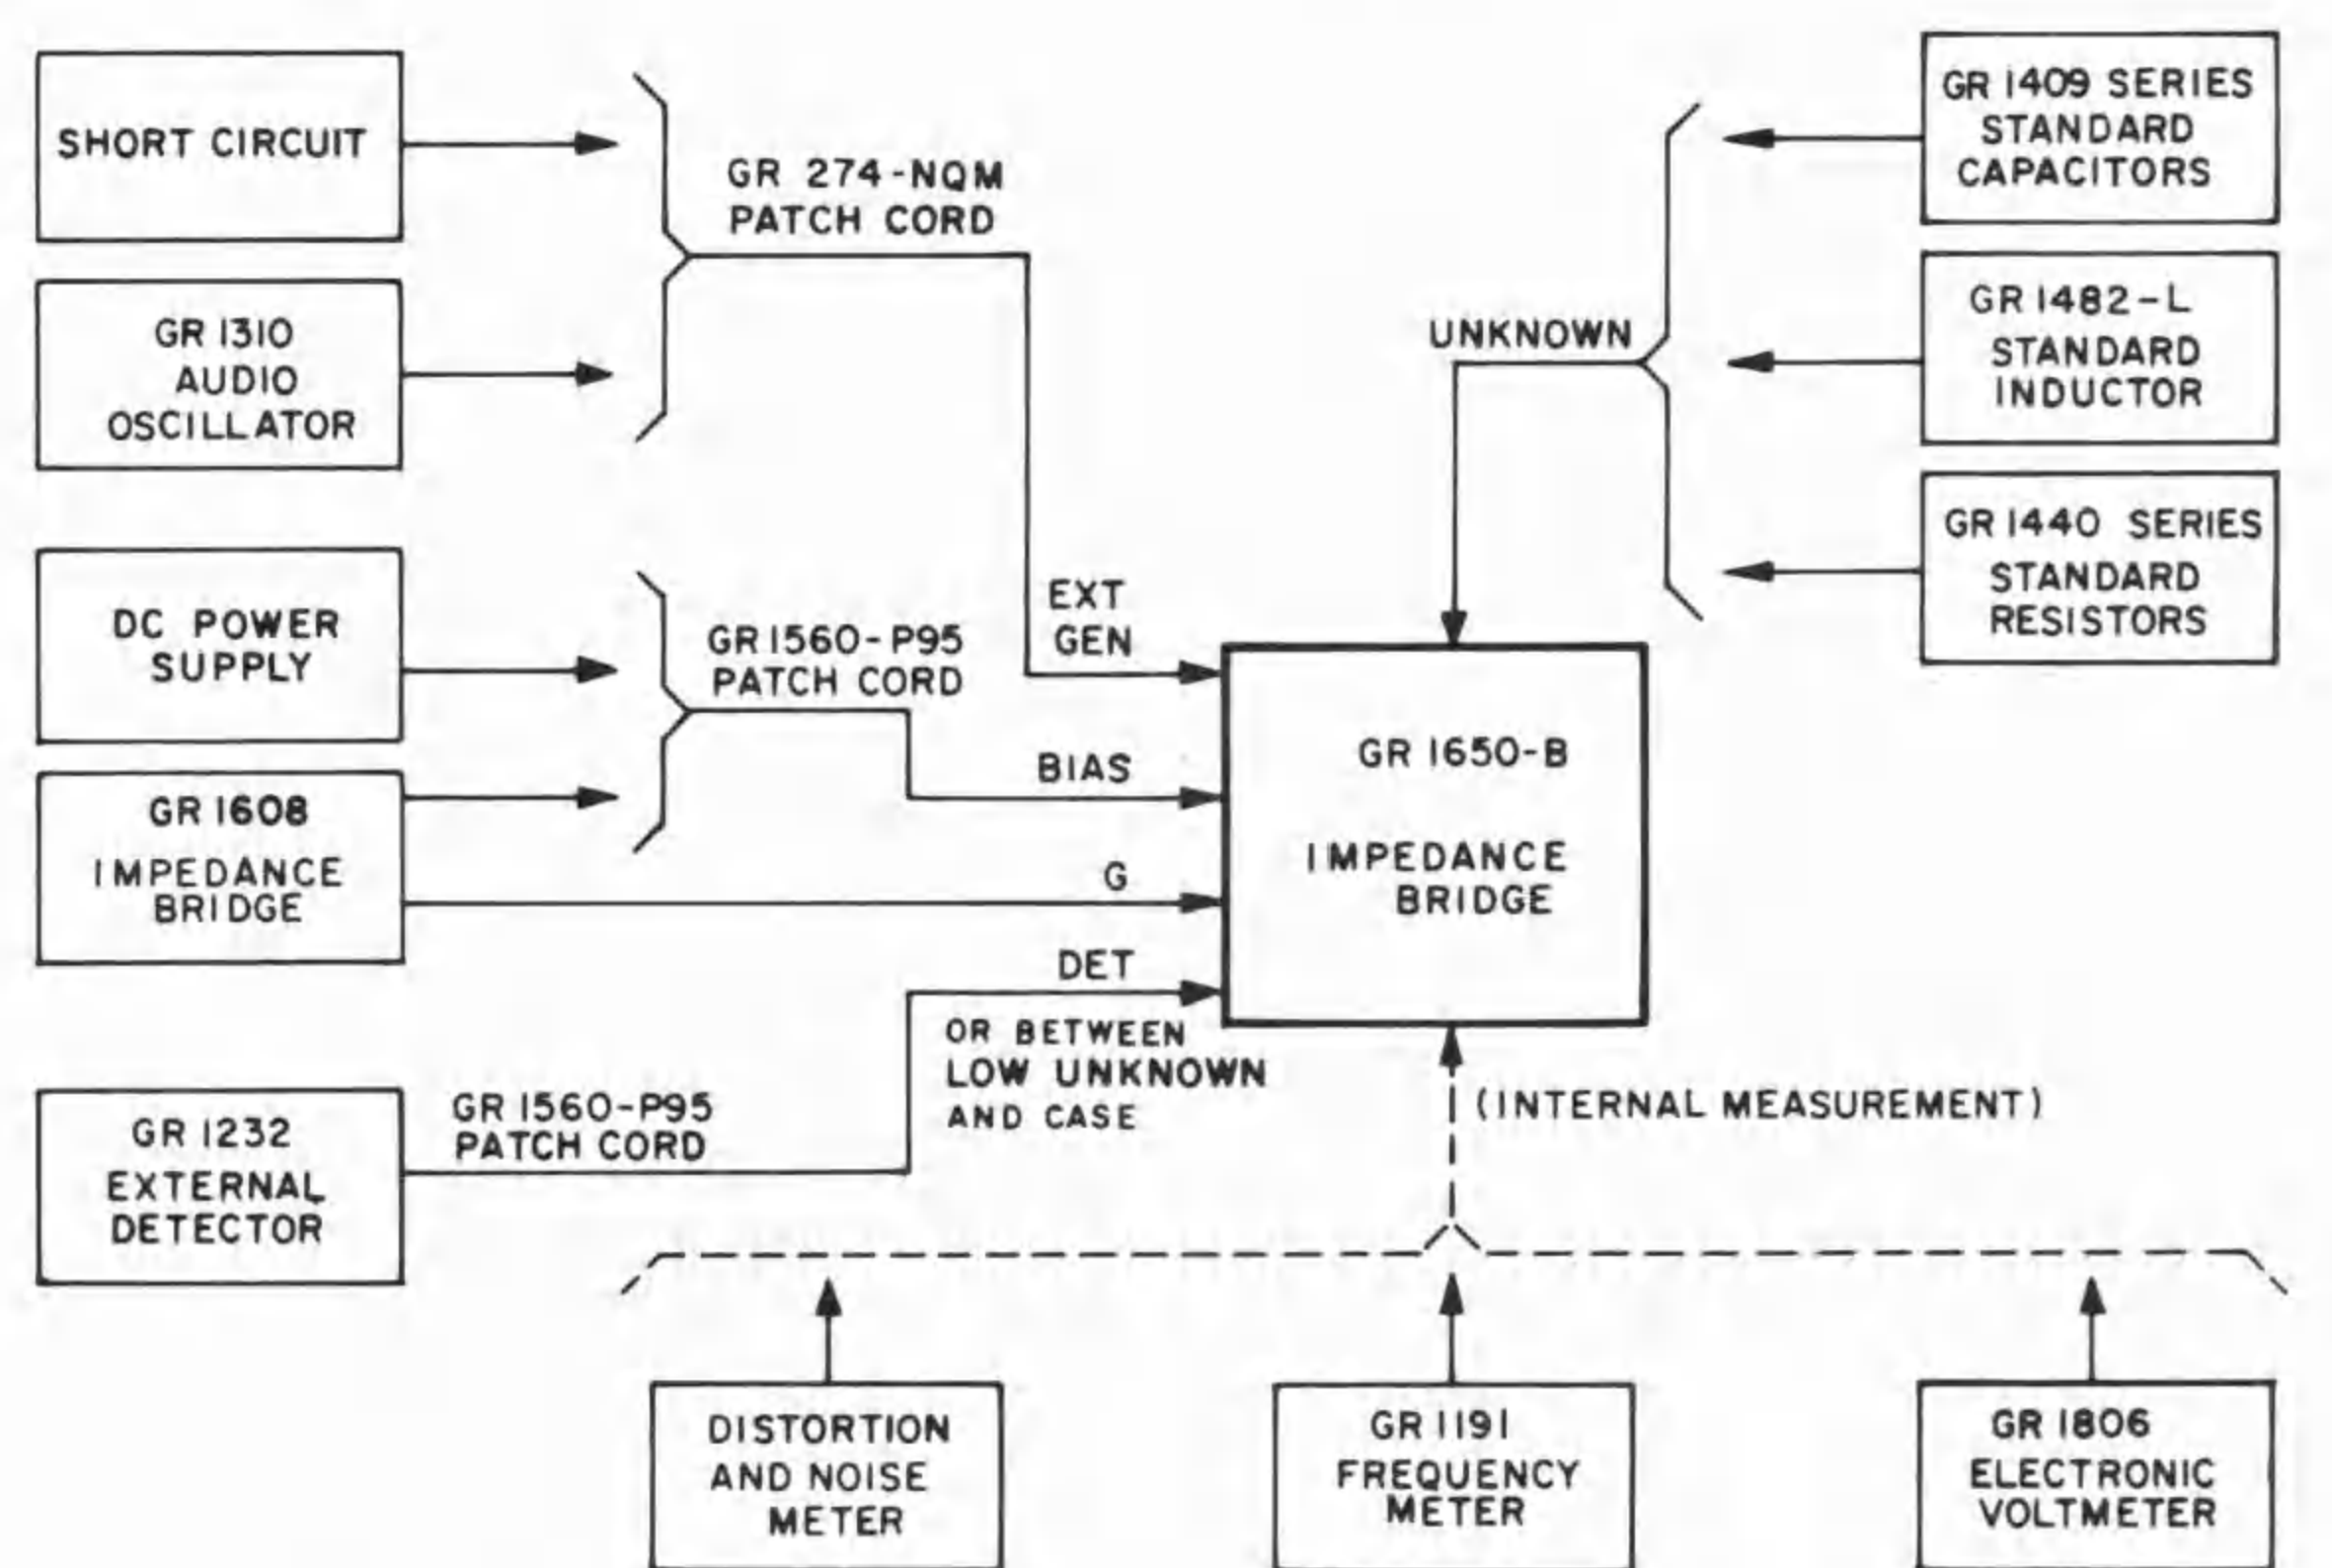 SHORT CIRCUIT
GR 1310
AUDIO
OSCILLATOR
GR 274-NQM
PATCH CORD
DC POWER
SUPPLY
GR 1608
IMPEDANCE
BRIDGE
GR 1560-P95
PATCH CORD
EXT
GEN
BIAS
G
DET
OR BETWEEN
LOW UNKNOWN
AND CASE
GR 1232
EXTERNAL
DETECTOR
GR 1560-P95
PATCH CORD
UNKNOWN
GR 1409 SERIES
STANDARD
CAPACITORS
GR 1482-L
STANDARD
INDUCTOR
GR 1440 SERIES
STANDARD
RESISTORS
GR 1650-B
IMPEDANCE
BRIDGE
(INTERNAL MEASUREMENT)
DISTORTION
AND NOISE
METER
GR 1191
FREQUENCY
METER
GR 1806
ELECTRONIC
VOLTMETER